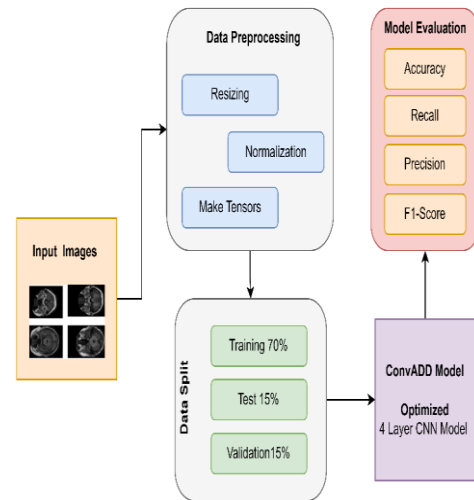 Input Images
Data Preprocessing
Resizing
Normalization
Make Tensors
Data Split
Training 70%
Test 15%
Validation15%
ConvADD Model
Optimized
4 Layer CNN Model
Model Evaluation
Accuracy
Recall
Precision
F1-Score